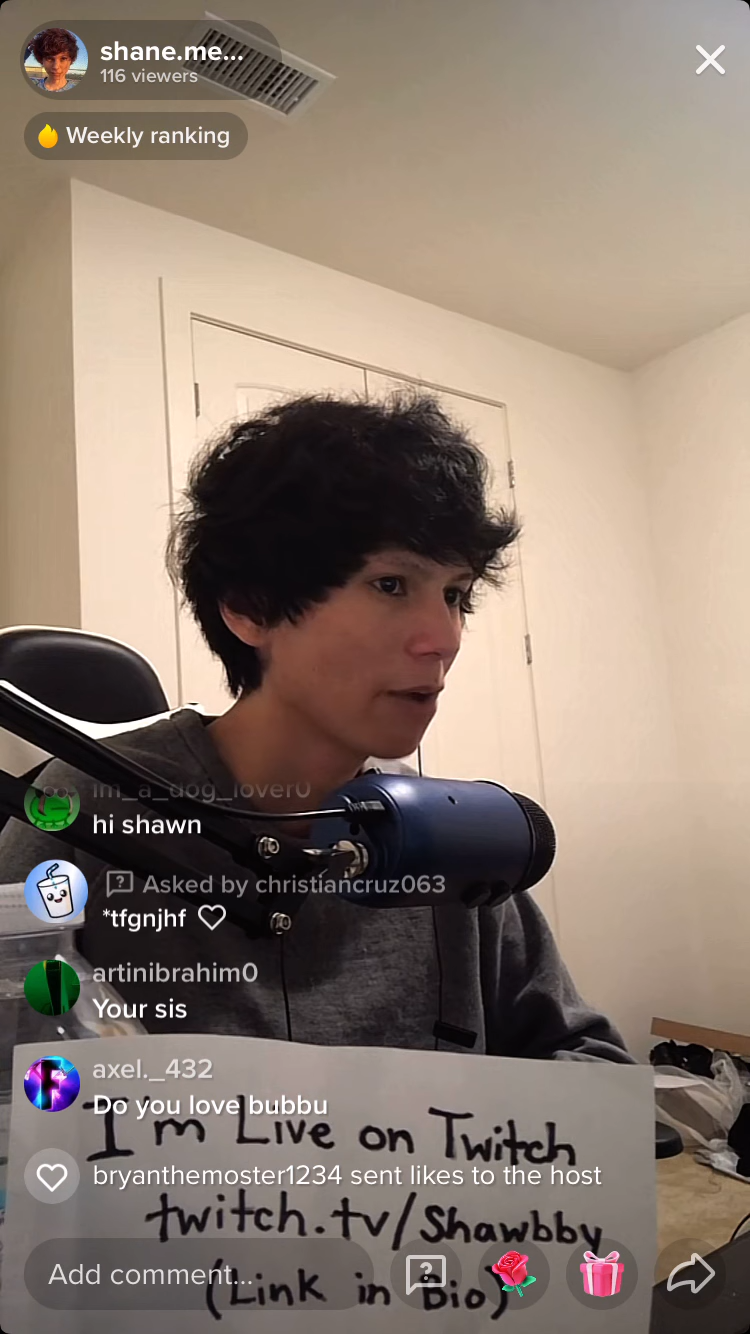 shane.me...
116 viewers
Weekly ranking
im_a_dog_lover0
hi shawn
Asked by christiancruz063
*tfgnjhf
artinibrahim0
Your sis
axel._432
Do you love bubbu
I'm Live on Twitch
bryanthemoster1234 sent likes to the host
twitch.tv/Shawbby
Add comment...
(Link in Bio)